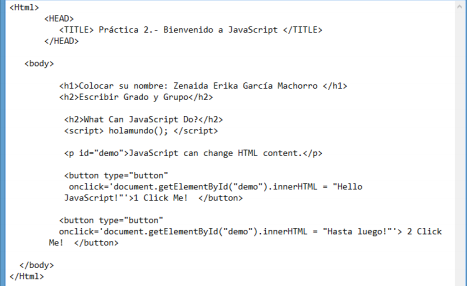 <Html>
<HEAD>
<TITLE> Práctica 2.- Bienvenido a JavaScript </TITLE>
</HEAD>
<body>
<h1>Colocar su nombre: Zenaida Erika García Machorro </h1>
<h2>Escribir Grado y Grupo</h2>
<h2>What Can JavaScript Do?</h2>
<script> holamundo(); </script>
<p id="demo">JavaScript can change HTML content.</p>
<button type="button"
onclick='document.getElementById("demo").innerHTML = "Hello
JavaScript!"'>1 Click Me!  </button>
<button type="button"
onclick='document.getElementById("demo").innerHTML = "Hasta luego!"'> 2 Click
Me!  </button>
</body>
</Html>